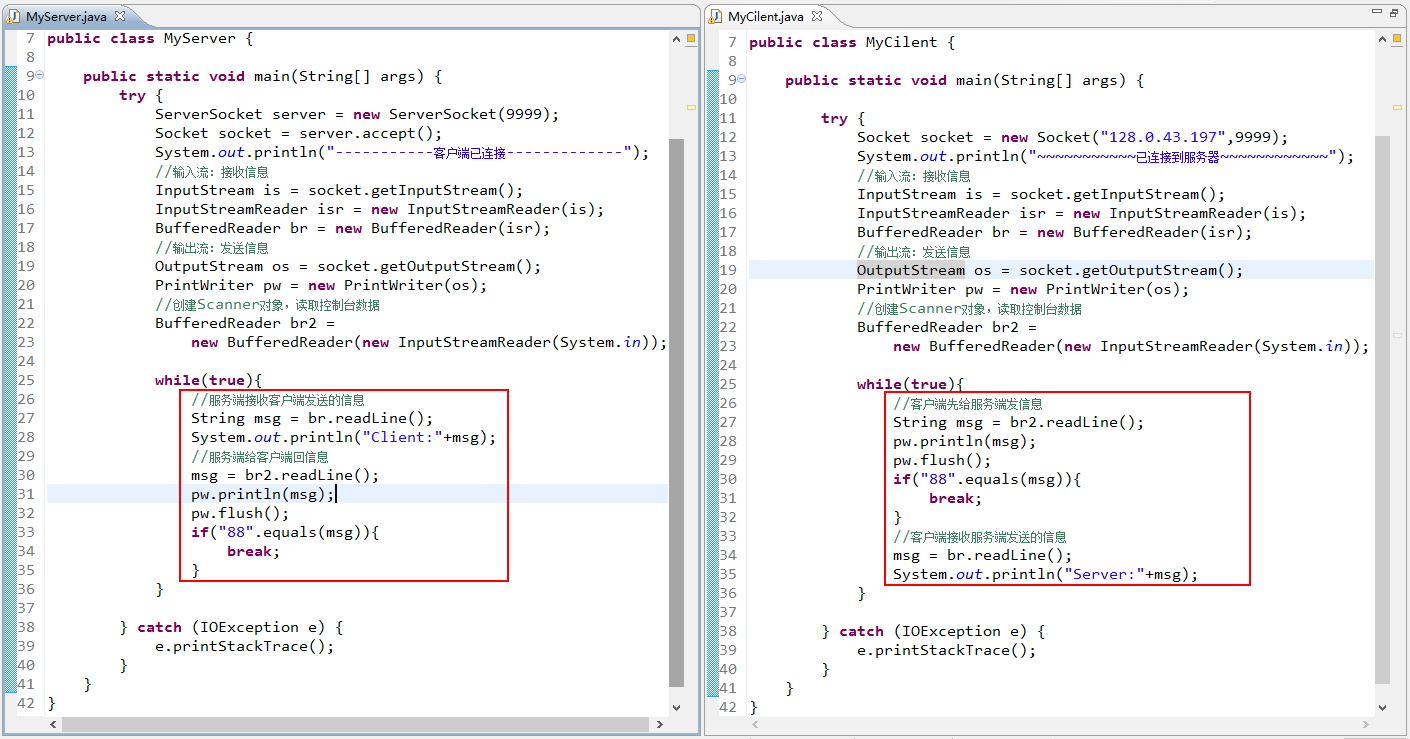 MyServer.java
7 public class MyServer {
8
9 public static void main(String[] args) {
10 try {
11 ServerSocket server = new ServerSocket(9999);
12 Socket socket = server.accept();
13 System.out.println("-----------客户端已连接-------------");
14 //输入流：接收信息
15 InputStream is = socket.getInputStream();
16 InputStreamReader isr = new InputStreamReader(is);
17 BufferedReader br = new BufferedReader(isr);
18 //输出流：发送信息
19 OutputStream os = socket.getOutputStream();
20 PrintWriter pw = new PrintWriter(os);
21 //创建Scanner对象，读取控制台数据
22 BufferedReader br2 =
23 new BufferedReader(new InputStreamReader(System.in));
24
25 while(true){
26 //服务端接收客户端发送的信息
27 String msg = br.readLine();
28 System.out.println("Client:"+msg);
29 //服务端给客户端回信息
30 msg = br2.readLine();
31 pw.println(msg);
32 pw.flush();
33 if("88".equals(msg)){
34 break;
35 }
36 }
37
38 } catch (IOException e) {
39 e.printStackTrace();
40 }
41 }
42 }
MyCilent.java
7 public class MyCilent {
8
9 public static void main(String[] args) {
10
11 try {
12 Socket socket = new Socket("128.0.43.197",9999);
13 System.out.println("~~~~~~~~~~~已连接到服务器~~~~~~~~~~~~");
14 //输入流：接收信息
15 InputStream is = socket.getInputStream();
16 InputStreamReader isr = new InputStreamReader(is);
17 BufferedReader br = new BufferedReader(isr);
18 //输出流：发送信息
19 OutputStream os = socket.getOutputStream();
20 PrintWriter pw = new PrintWriter(os);
21 //创建Scanner对象，读取控制台数据
22 BufferedReader br2 =
23 new BufferedReader(new InputStreamReader(System.in));
24
25 while(true){
26 //客户端先给服务端发信息
27 String msg = br2.readLine();
28 pw.println(msg);
29 pw.flush();
30 if("88".equals(msg)){
31 break;
32 }
33 //客户端接收服务端发送的信息
34 msg = br.readLine();
35 System.out.println("Server:"+msg);
36 }
37
38 } catch (IOException e) {
39 e.printStackTrace();
40 }
41 }
42 }